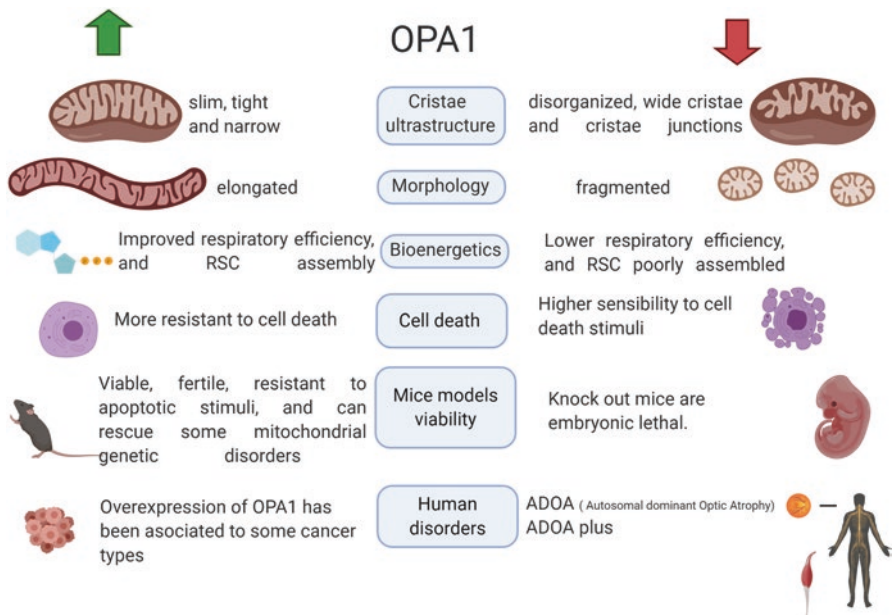 OPA1
slim, tight
and narrow
Cristae
ultrastructure
disorganized, wide cristae
and cristae junctions
elongated
Morphology
fragmented
Improved respiratory efficiency,
and RSC assembly
Bioenergetics
Lower respiratory efficiency,
and RSC poorly assembled
More resistant to cell death
Cell death
Higher sensibility to cell
death stimuli
Viable, fertile, resistant to
apoptotic stimuli, and can
rescue some mitochondrial
genetic disorders
Mice models
viability
Knock out mice are
embryonic lethal.
Overexpression of OPA1 has
been asociated to some cancer
types
Human
disorders
ADOA ( Autosomal dominant Optic Atrophy)
ADOA plus